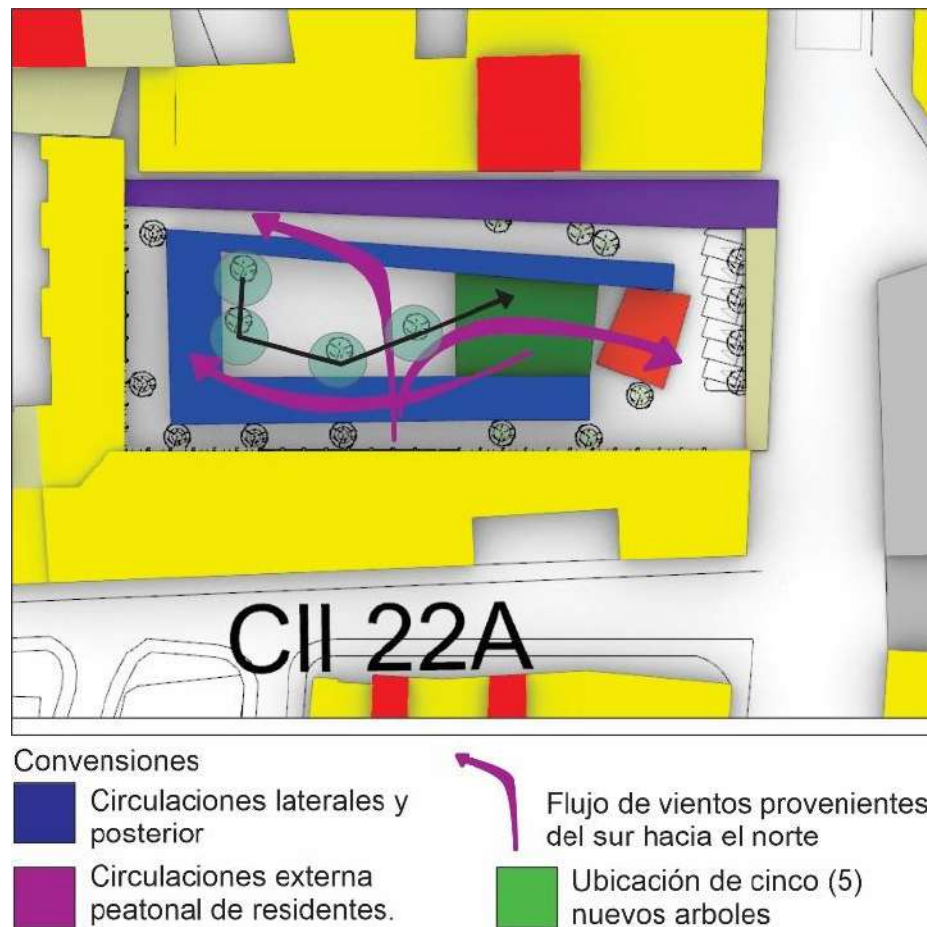 Cll 22A
Convensiones
Circulaciones laterales y
posterior
Circulaciones externa
peatonal de residentes.
Flujo de vientos provenientes
del sur hacia el norte
Ubicación de cinco (5)
nuevos arboles